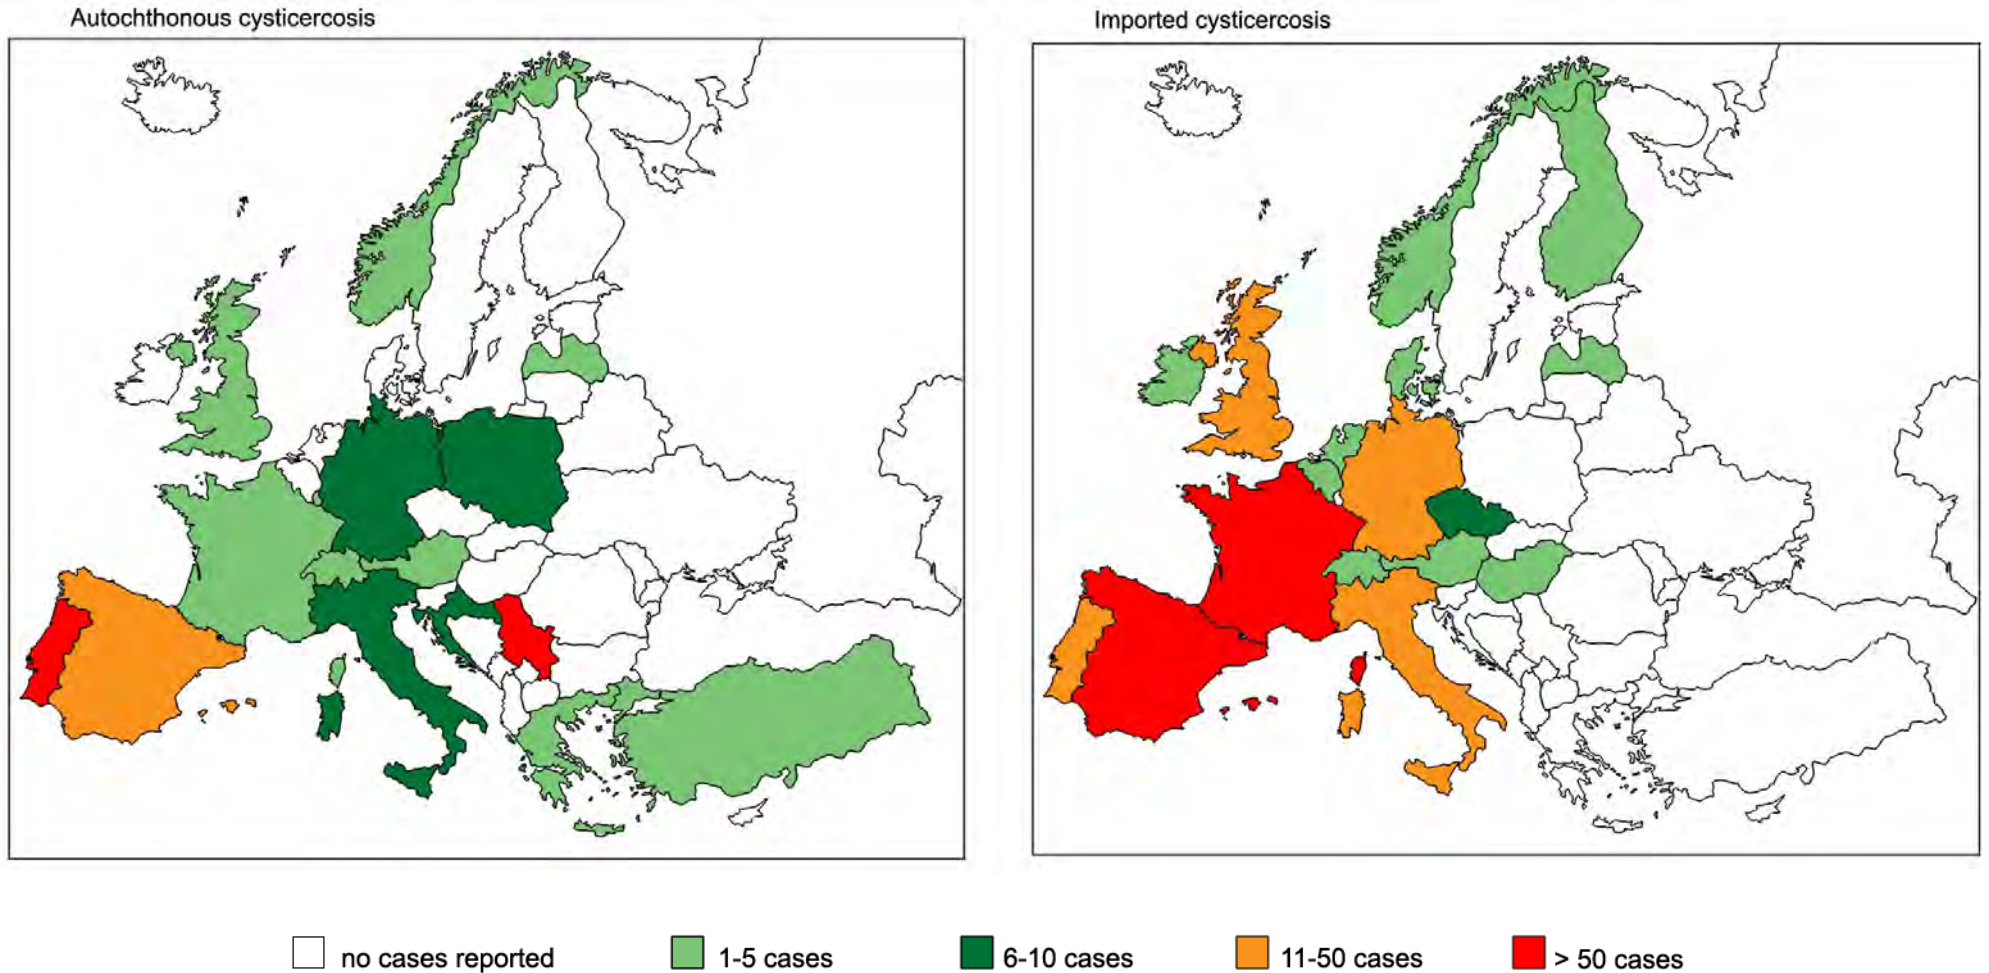 Autochthonous cysticercosis
Imported cysticercosis
no cases reported
1-5 cases
6-10 cases
11-50 cases
> 50 cases